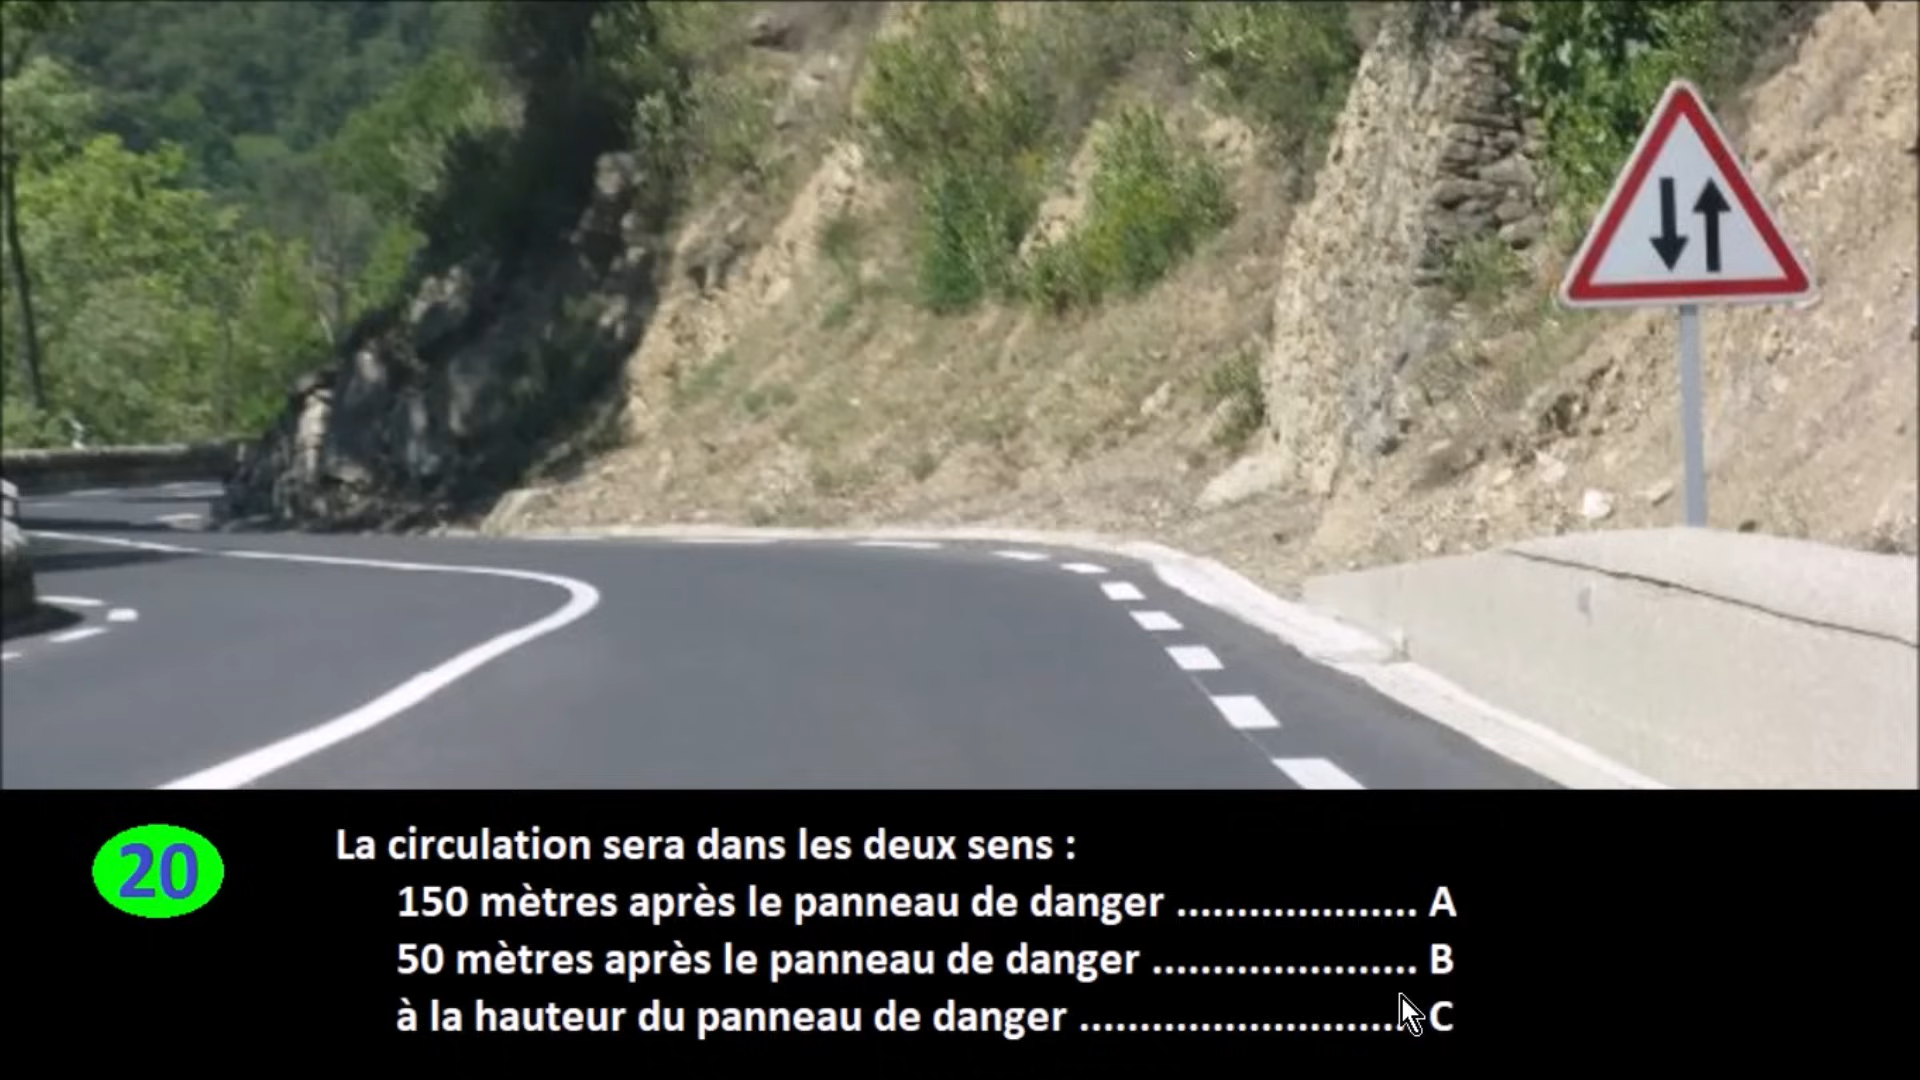 20
La circulation sera dans les deux sens :
150 mètres après le panneau de danger .................... A
50 mètres après le panneau de danger ...................... B
à la hauteur du panneau de danger ............................ C